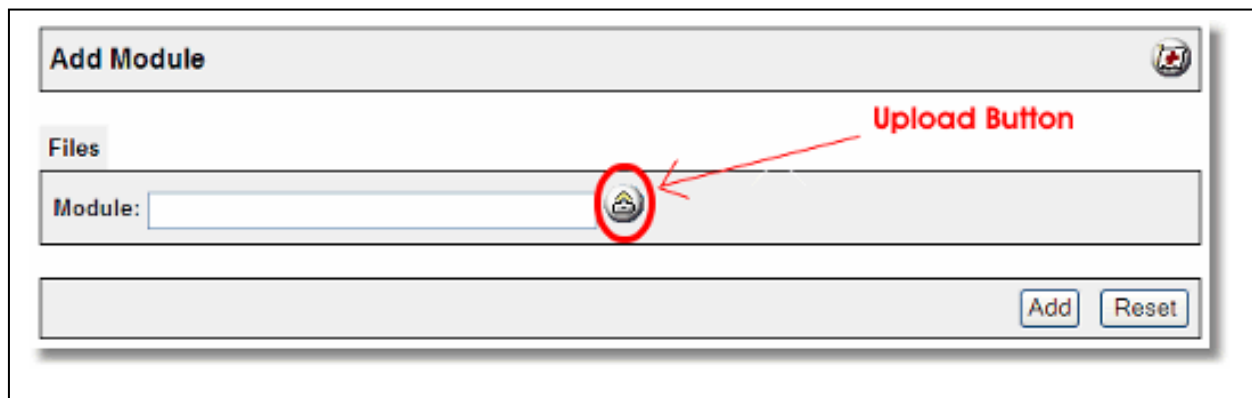 Add Module
Upload Button
Files
Module:
Add Reset